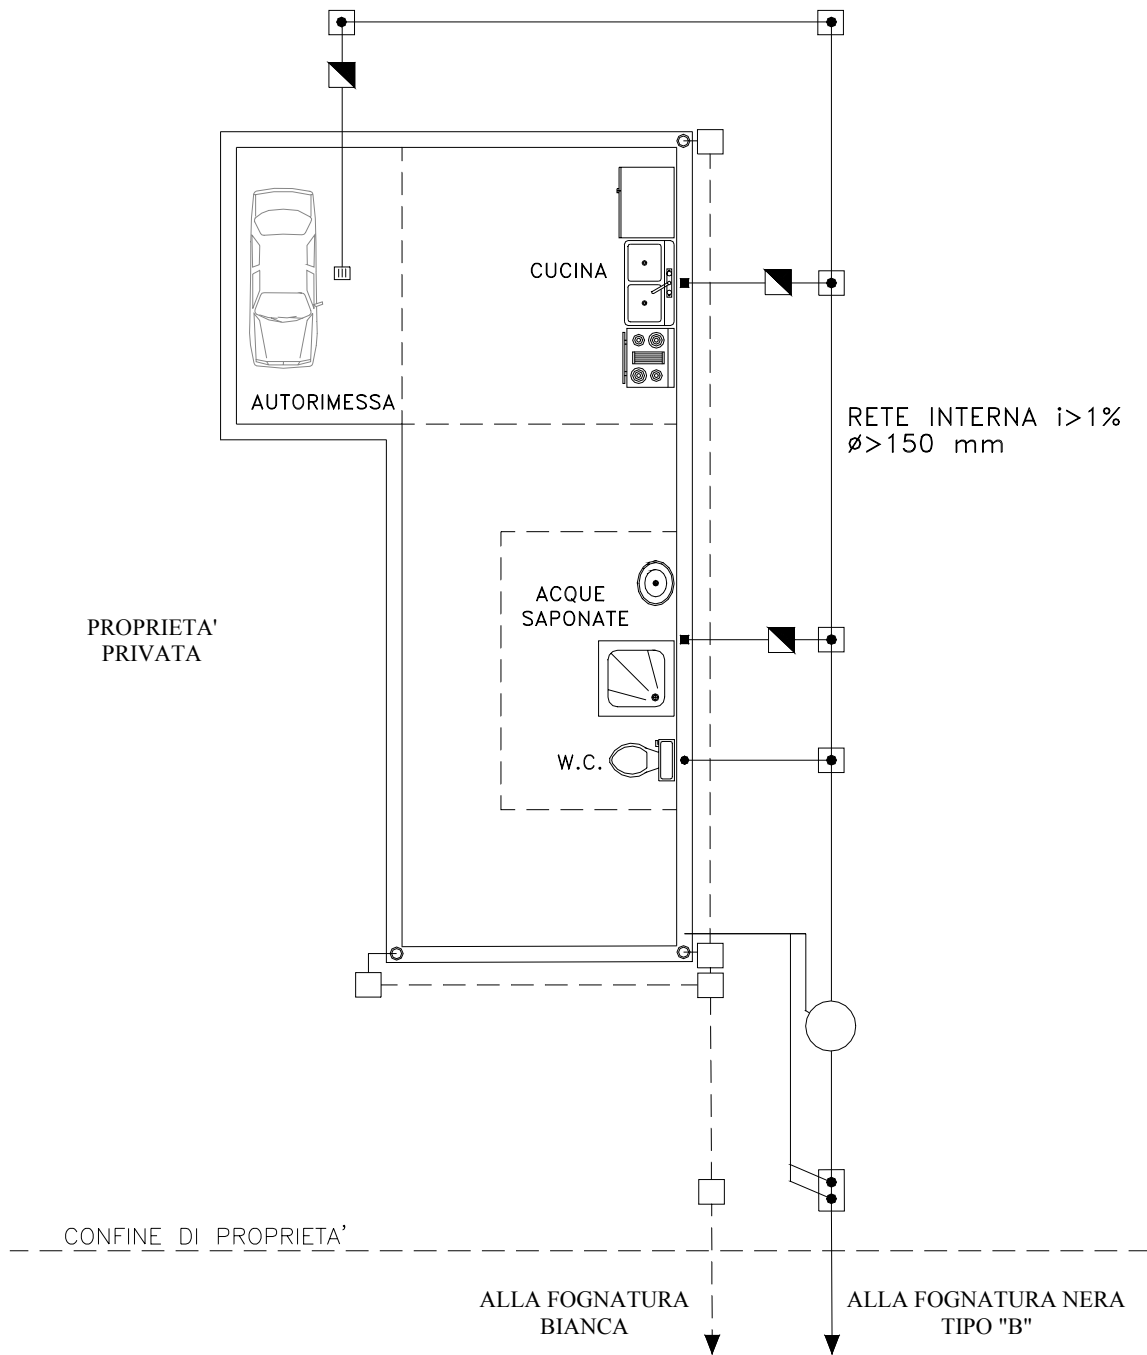 CUCINA
AUTORIMESSA
RETE INTERNA i>1%
ø>150 mm
ACQUE
SAPONATE
PROPRIETA'
PRIVATA
W.C.
CONFINE DI PROPRIETA'
ALLA FOGNATURA
BIANCA
ALLA FOGNATURA NERA
TIPO "B"